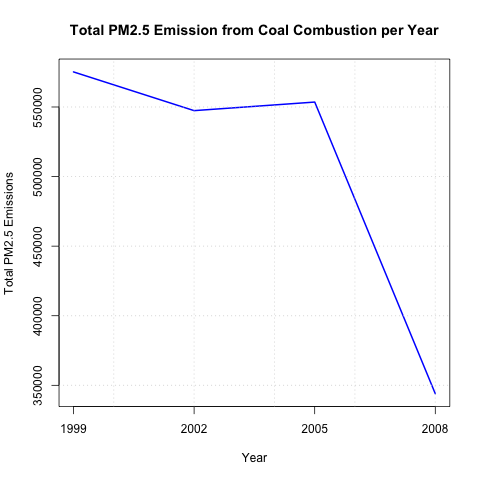 Total PM2.5 Emission from Coal Combustion per Year
Total PM2.5 Emissions
550000
500000
450000
400000
350000
1999 2002 2005 2008
Year